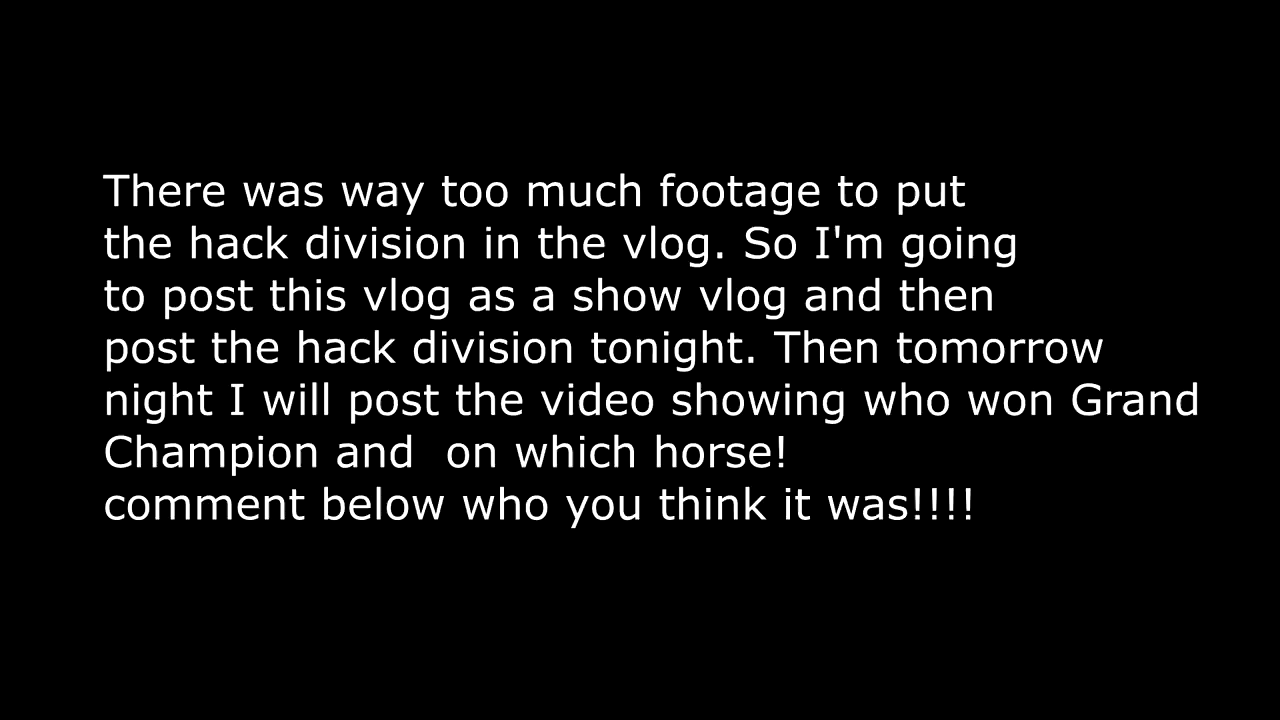 There was way too much footage to put
the hack division in the vlog. So I'm going
to post this vlog as a show vlog and then
post the hack division tonight. Then tomorrow
night I will post the video showing who won Grand
Champion and  on which horse!
comment below who you think it was!!!!